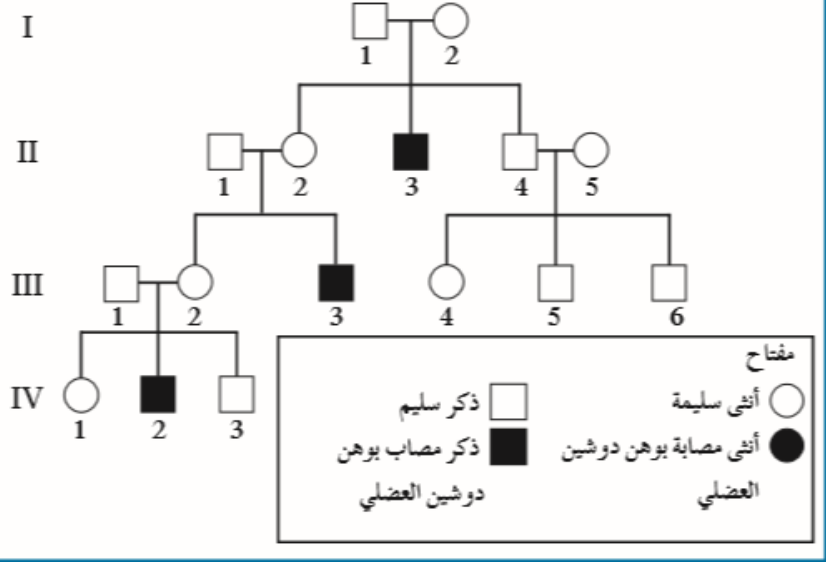 I
1 2
II
1 2 3 4 5
III
1 2 3 4 5 6
IV
1 2 3
مفتاح
أنثى سليمة
ذكر سليم
أنثى مصابة بوهن دوشين العضلي
ذكر مصاب بوهن دوشين العضلي